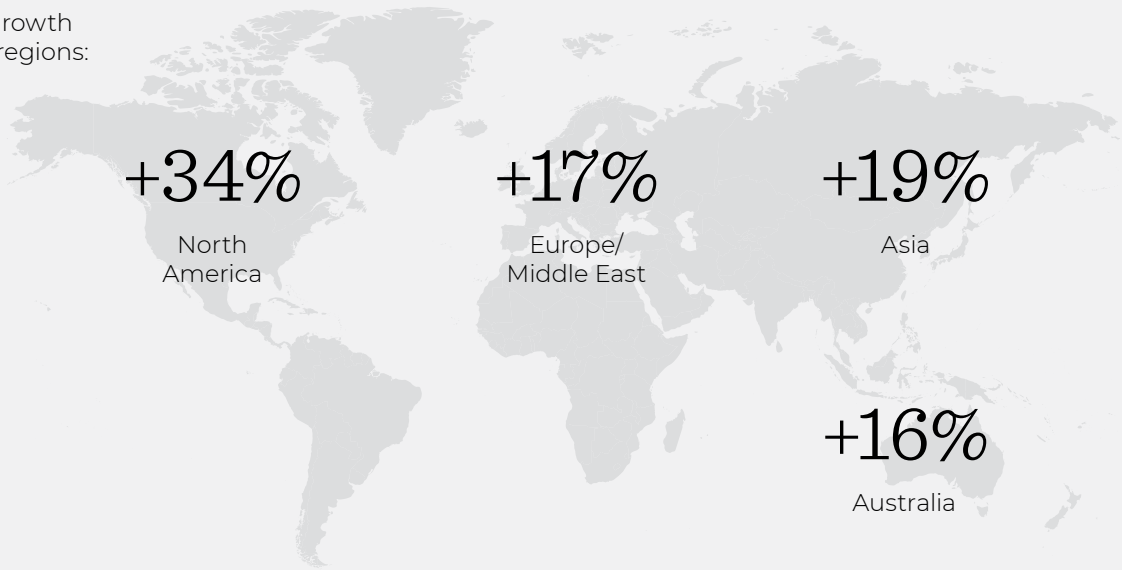 rowth
regions:
+34%
North
America
+17%
Europe/
Middle East
+19%
Asia
+16%
Australia